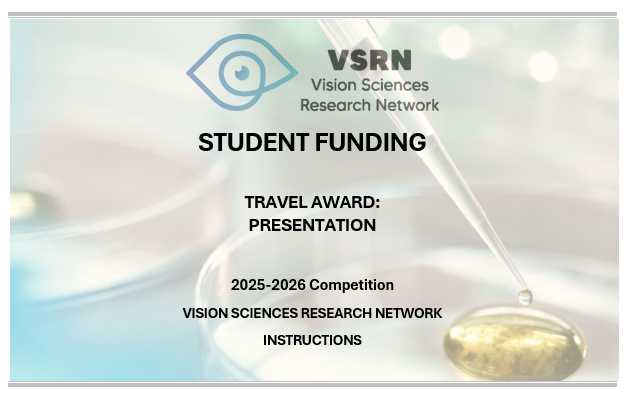 VSRN
Vision Sciences
Research Network
STUDENT FUNDING
TRAVEL AWARD:
PRESENTATION
2025-2026 Competition
VISION SCIENCES RESEARCH NETWORK
INSTRUCTIONS